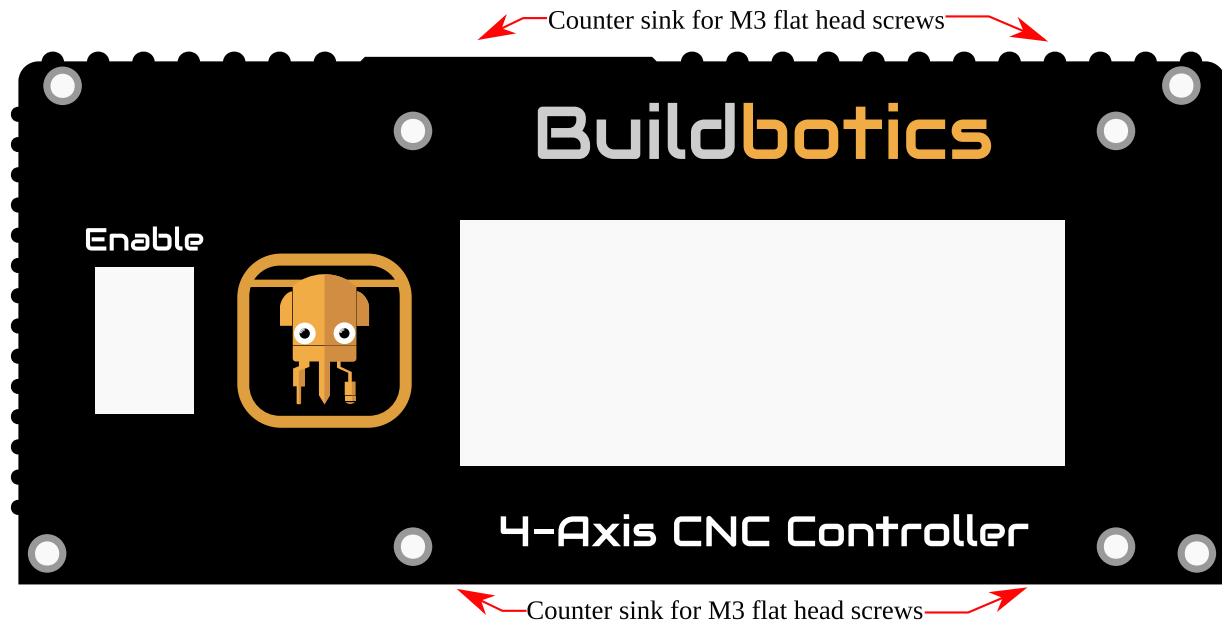 Counter sink for M3 flat head screws
Buildbotics
Enable
4-Axis CNC Controller
Counter sink for M3 flat head screws